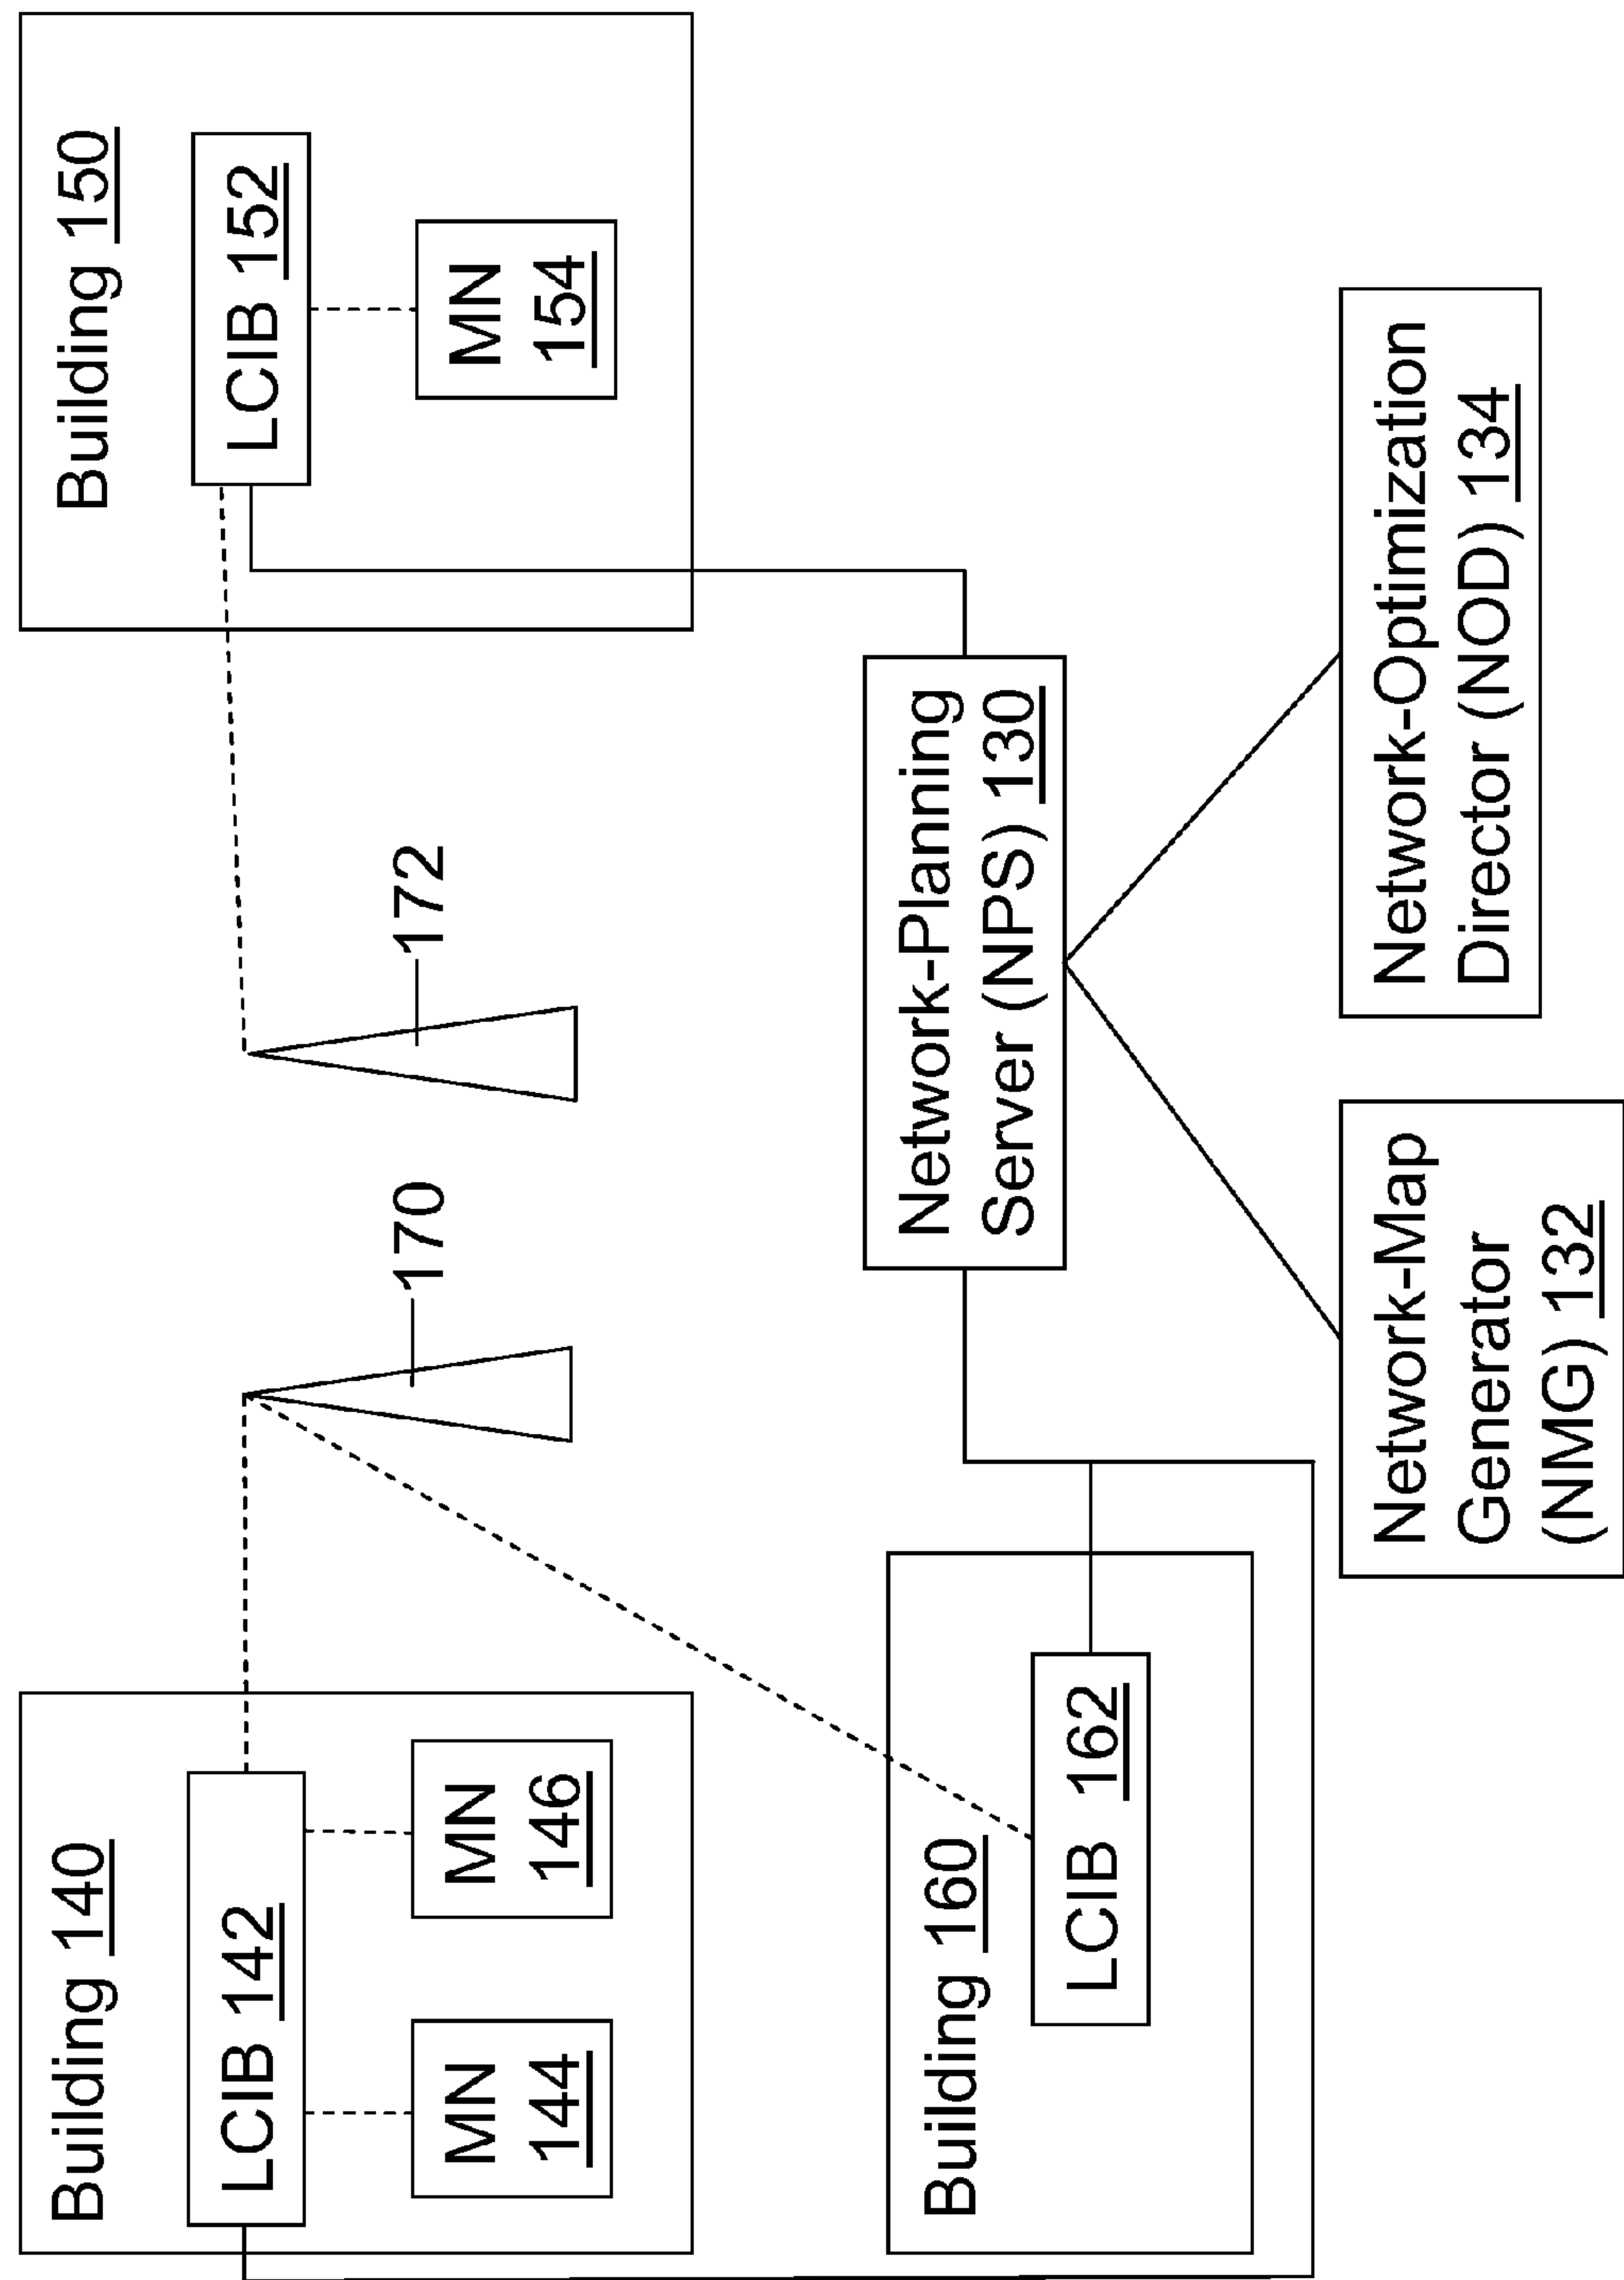 Building 140
LCIB 142
MN
144
MN
146
170
172
Building 150
LCIB 152
MN
154
Building 160
LCIB 162
Network-Planning
Server (NPS) 130
Network-Map
Generator
(NMG) 132
Network-Optimization
Director (NOD) 134